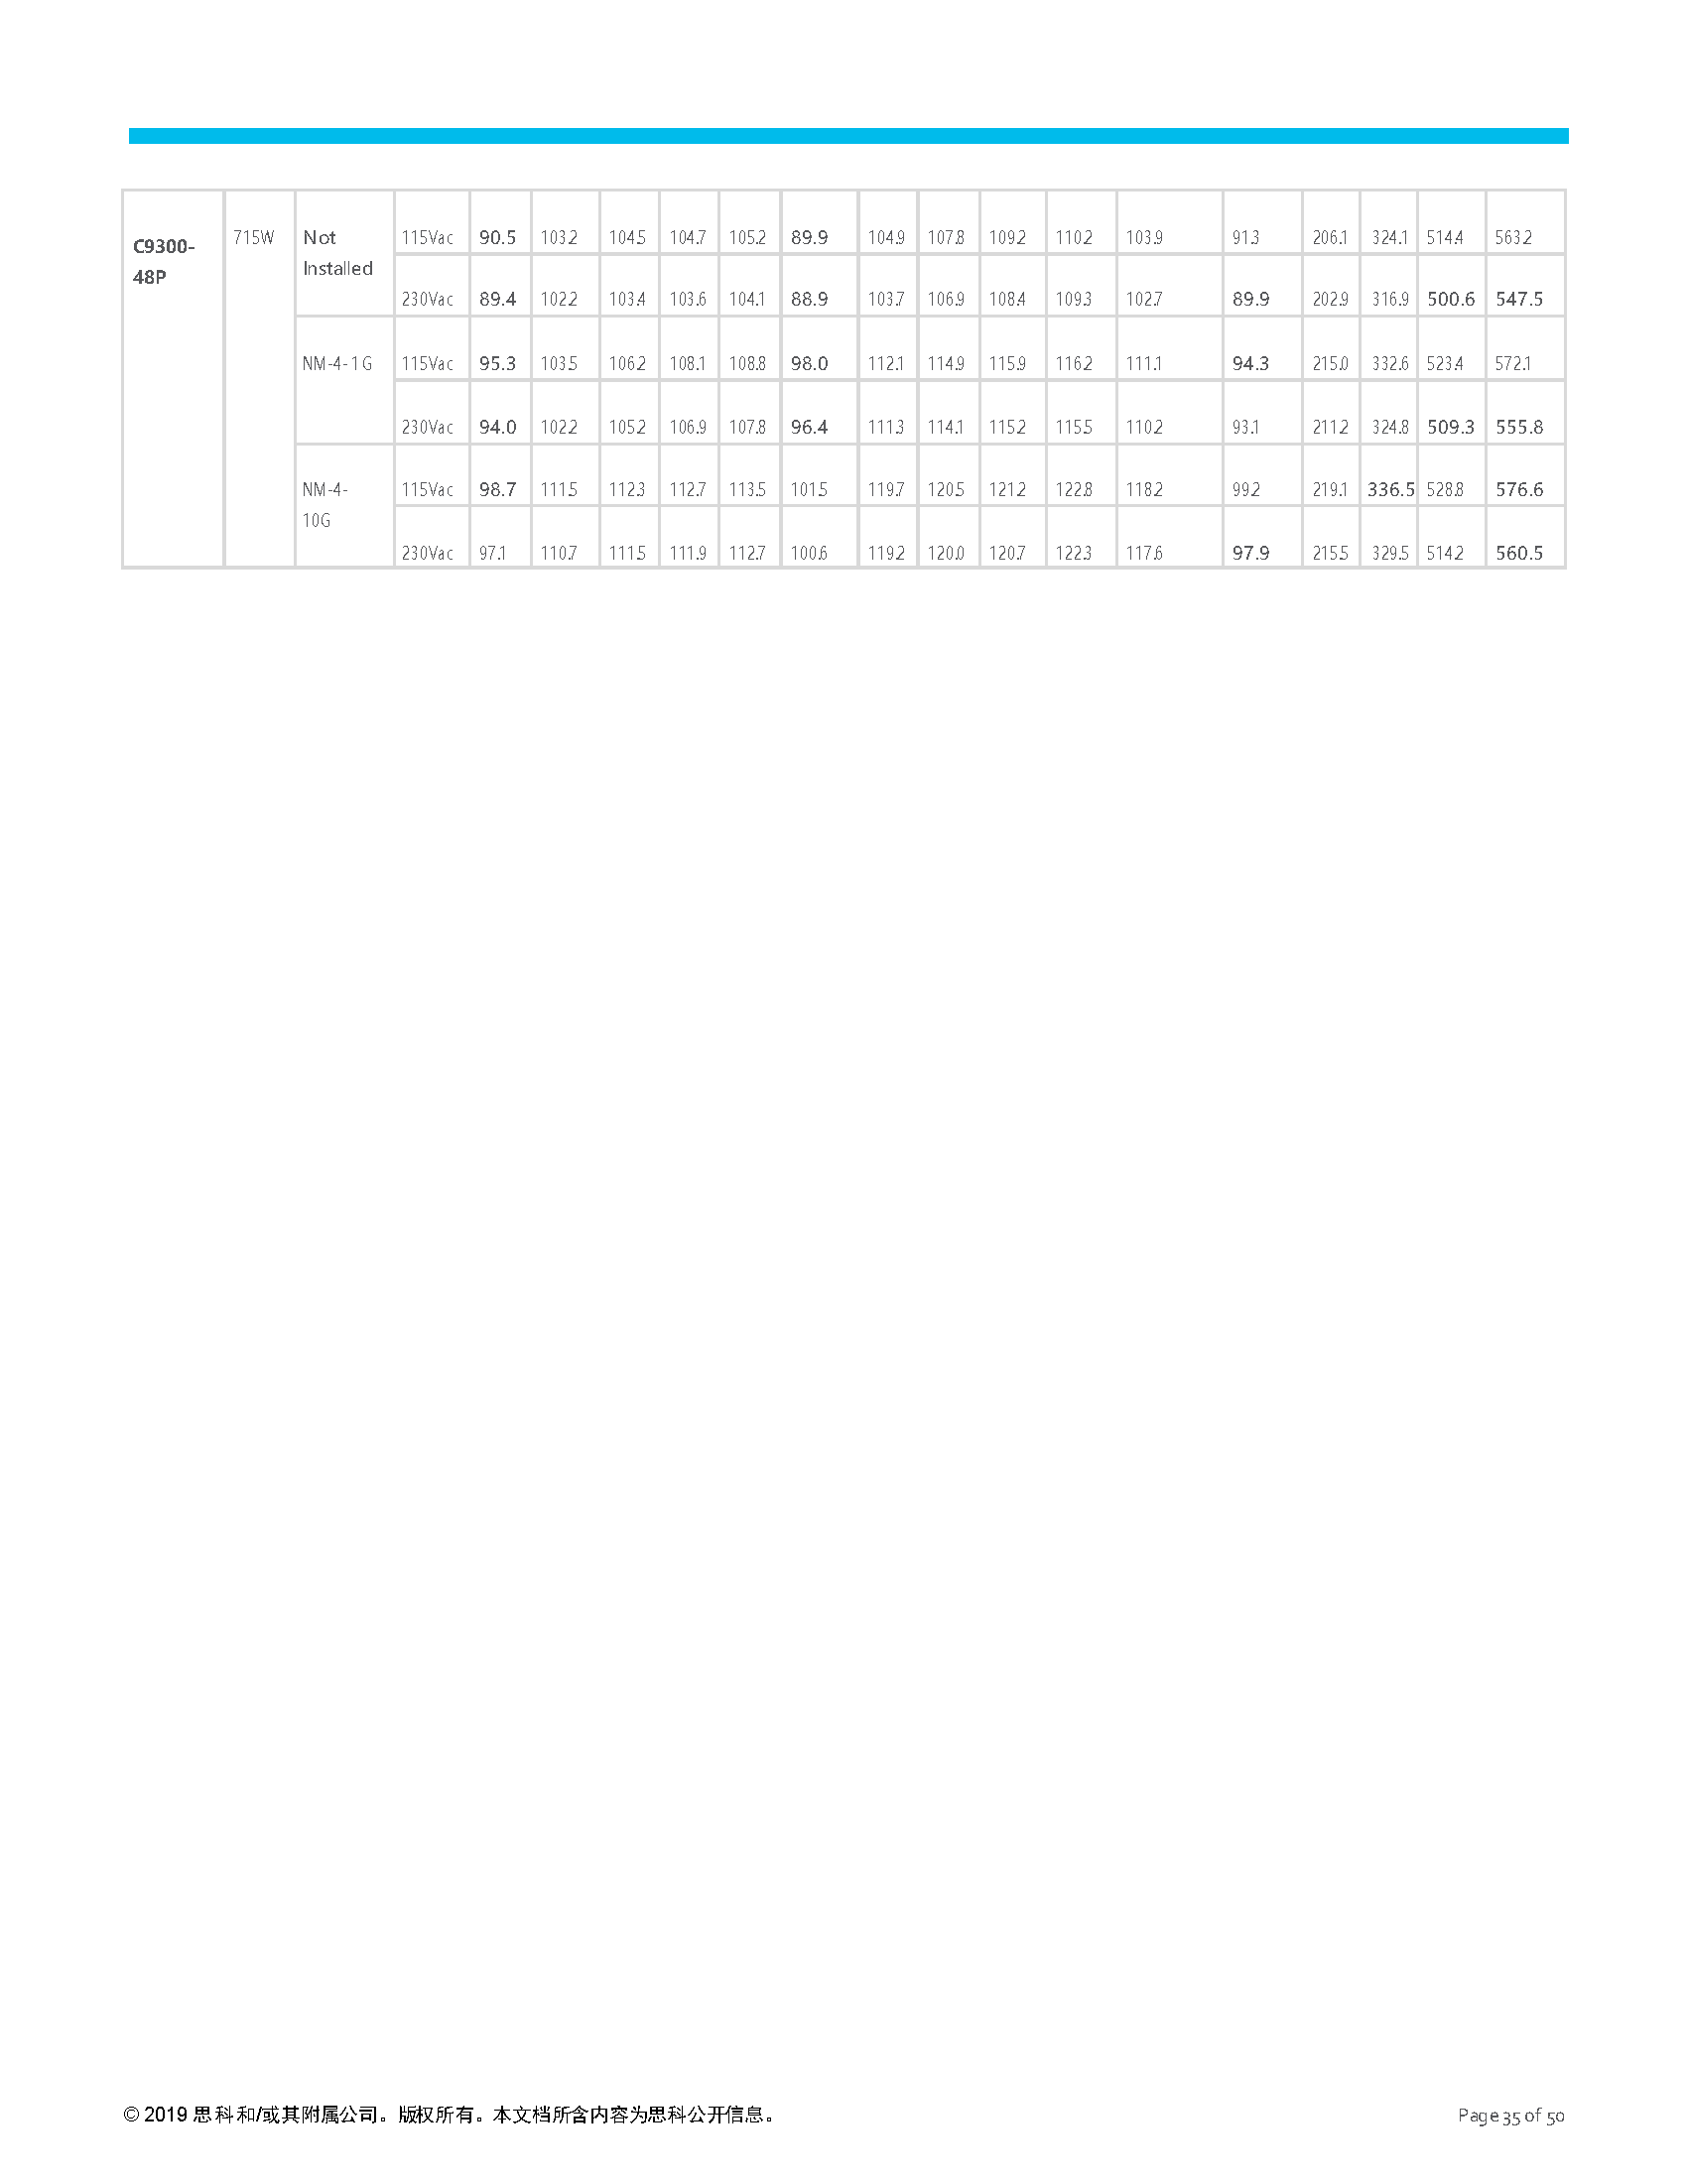 C9300-48P 715W Not Installed 115Vac 90.5 103.2 104.5 104.7 105.2 89.9 104.9 107.8 109.2 110.2 103.9 91.3 206.1 324.1 514.4 563.2
230Vac 89.4 102.2 103.4 103.6 104.1 88.9 103.7 106.9 108.4 109.3 102.7 89.9 202.9 316.9 500.6 547.5
NM-4-1G 115Vac 95.3 103.5 106.2 108.1 108.8 98.0 112.1 114.9 115.9 116.2 111.1 94.3 215.0 332.6 523.4 572.1
230Vac 94.0 102.2 105.2 106.9 107.8 96.4 111.3 114.1 115.2 115.5 110.2 93.1 211.2 324.8 509.3 555.8
NM-4-10G 115Vac 98.7 111.5 112.3 112.7 113.5 101.5 119.7 120.5 121.2 122.8 118.2 99.2 219.1 336.5 528.8 576.6
230Vac 97.1 110.7 111.5 111.9 112.7 100.6 119.2 120.0 120.7 122.3 117.6 97.9 215.5 329.5 514.2 560.5
© 2019 思科和/或其附属公司。版权所有。本文档所含内容为思科公开信息。 Page 35 of 50